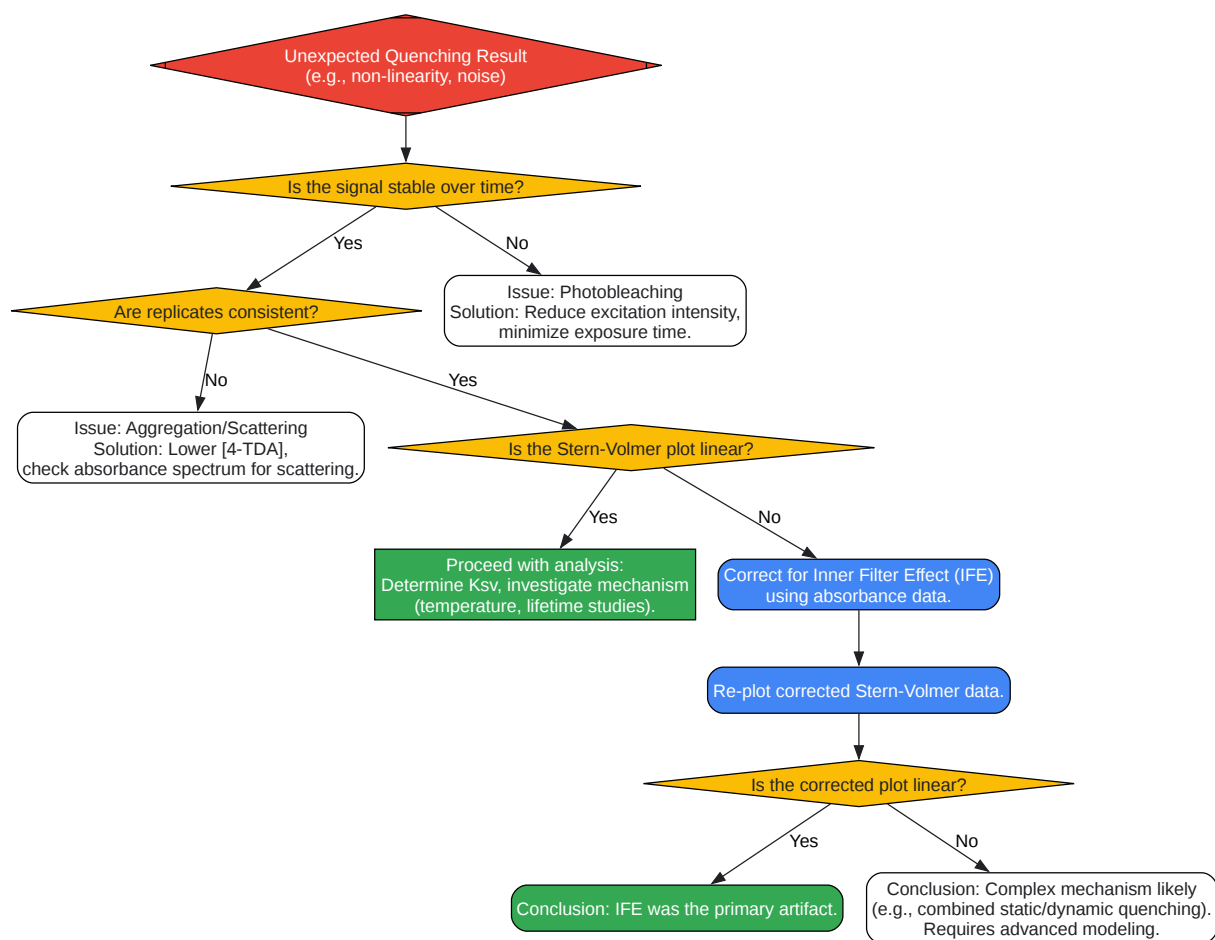 Unexpected Quenching Result
(e.g., non-linearity, noise)
Is the signal stable over time?
Yes
No
Issue: Photobleaching
Solution: Reduce excitation intensity,
minimize exposure time.
Are replicates consistent?
No
Yes
Issue: Aggregation/Scattering
Solution: Lower [4-TDA],
check absorbance spectrum for scattering.
Is the Stern-Volmer plot linear?
Yes
No
Proceed with analysis:
Determine Ksv, investigate mechanism
(temperature, lifetime studies).
Correct for Inner Filter Effect (IFE)
using absorbance data.
Re-plot corrected Stern-Volmer data.
Is the corrected plot linear?
Yes
No
Conclusion: IFE was the primary artifact.
Conclusion: Complex mechanism likely
(e.g., combined static/dynamic quenching).
Requires advanced modeling.